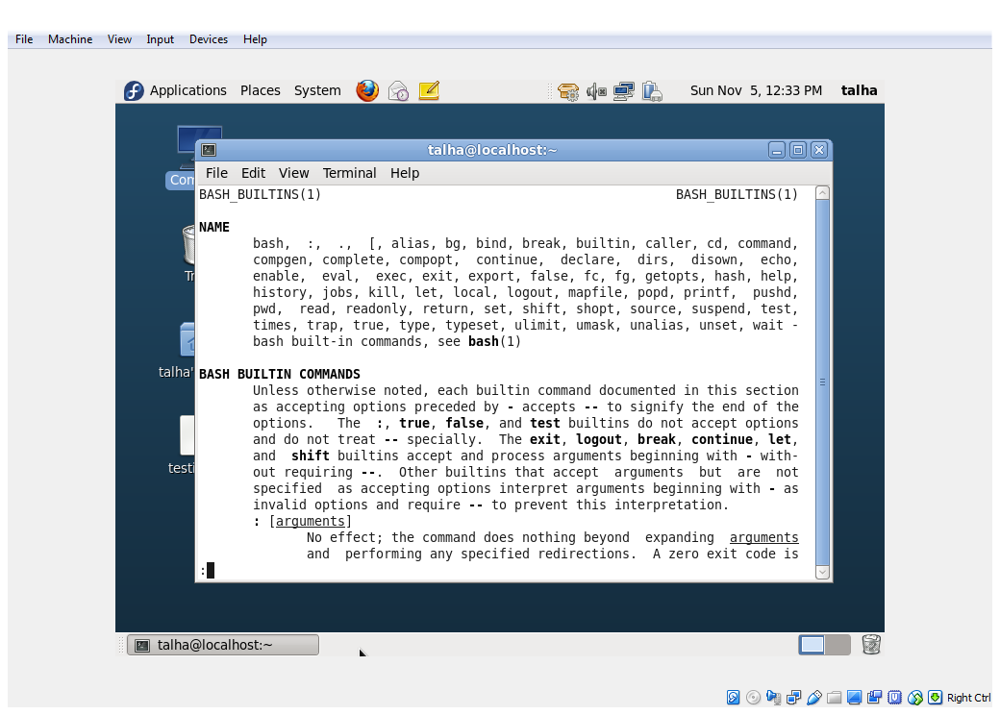 File Machine View Input Devices Help
Applications Places System Sun Nov 5, 12:33 PM talha
talha@localhost:~
Com
File Edit View Terminal Help
BASH_BUILTINS(1) BASH_BUILTINS(1)
NAME
bash, :, ., [, alias, bg, bind, break, builtin, caller, cd, command,
compgen, complete, compopt, continue, declare, dirs, disown, echo,
enable, eval, exec, exit, export, false, fc, fg, getopts, hash, help,
history, jobs, kill, let, local, logout, mapfile, popd, printf, pushd,
pwd, read, readonly, return, set, shift, shopt, source, suspend, test,
times, trap, true, type, typeset, ulimit, umask, unalias, unset, wait -
bash built-in commands, see bash(1)
Tr
talha'
testi
BASH BUILTIN COMMANDS
Unless otherwise noted, each builtin command documented in this section
as accepting options preceded by - accepts -- to signify the end of the
options. The :, true, false, and test builtins do not accept options
and do not treat -- specially. The exit, logout, break, continue, let,
and shift builtins accept and process arguments beginning with - with-
out requiring --. Other builtins that accept arguments but are not
specified as accepting options interpret arguments beginning with - as
invalid options and require -- to prevent this interpretation.
: [arguments]
No effect; the command does nothing beyond expanding arguments
and performing any specified redirections. A zero exit code is
:
talha@localhost:~
Right Ctrl